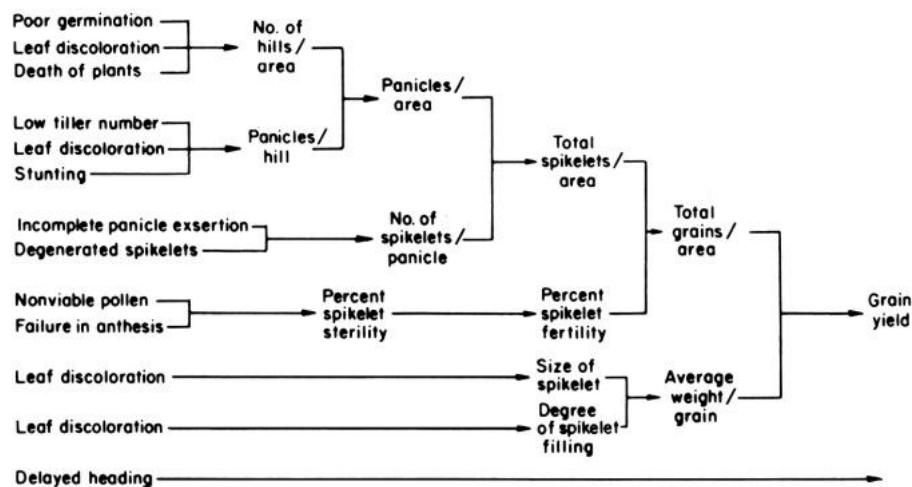 Poor germination
Leaf discoloration
Death of plants
No. of
hills/
area
Low tiller number
Leaf discoloration
Stunting
Panicles/
hill
Panicles/
area
Incomplete panicle exsertion
Degenerated spikelets
No. of
spikelets/
panicle
Total
spikelets/
area
Nonviable pollen
Failure in anthesis
Percent
spikelet
sterility
Percent
spikelet
fertility
Total
grains/
area
Leaf discoloration
Size of
spikelet
Leaf discoloration
Degree
of spikelet
filling
Average
weight/
grain
Grain
yield
Delayed heading